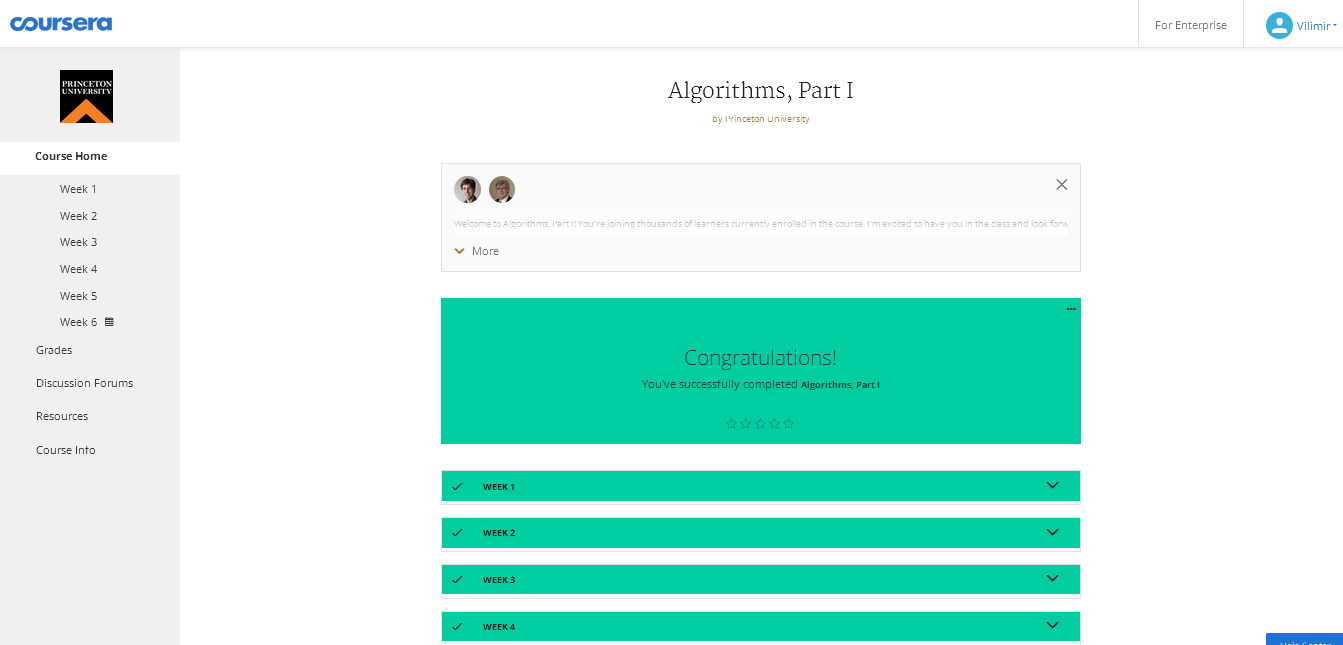 coursera
For Enterprise
Vilimir
PRINCETON
UNIVERSITY
Course Home
Week 1
Week 2
Week 3
Week 4
Week 5
Week 6
Grades
Discussion Forums
Resources
Course Info
Algorithms, Part I
by Princeton University
Welcome to Algorithms, Part I! You're joining thousands of learners currently enrolled in the course. I'm excited to have you in the class and look
More
Congratulations!
You've successfully completed Algorithms, Part I
WEEK 1
WEEK 2
WEEK 3
WEEK 4